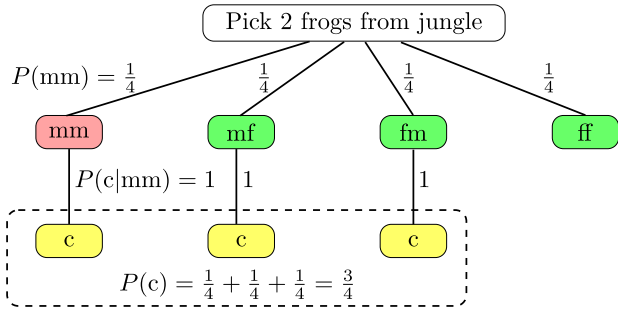 Pick 2 frogs from jungle
P(mm) = 1/4 1/4 1/4 1/4
mm mf fm ff
P(c|mm) = 1 1 1
c c c
P(c) = 1/4 + 1/4 + 1/4 = 3/4